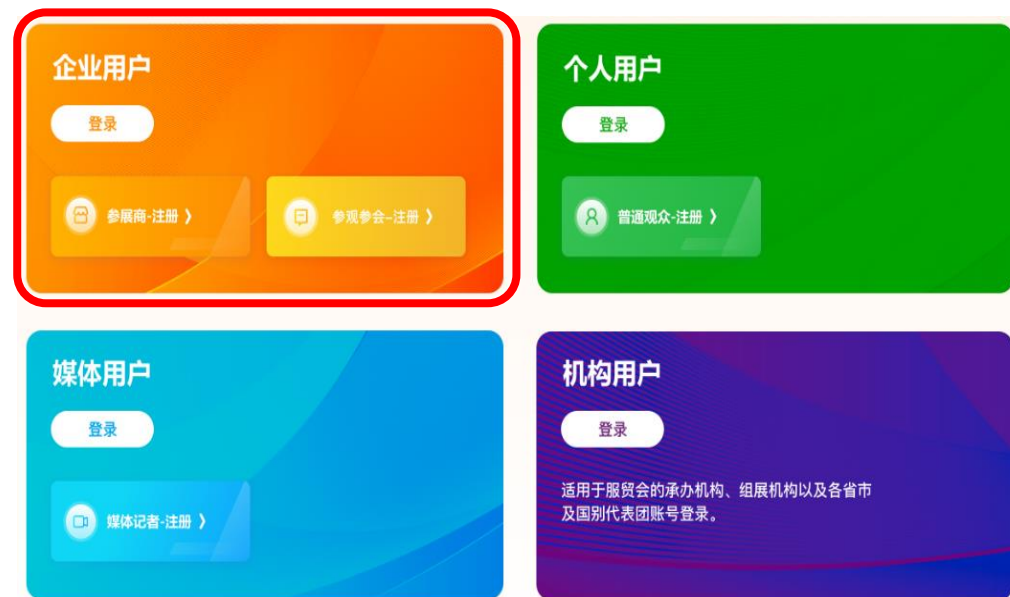 企业用户
登录
参展商-注册 》
参观参会-注册 》
个人用户
登录
普通观众-注册 》
媒体用户
登录
媒体记者-注册 》
机构用户
登录
适用于服贸会的承办机构、组展机构以及各省市
及国别代表团账号登录。